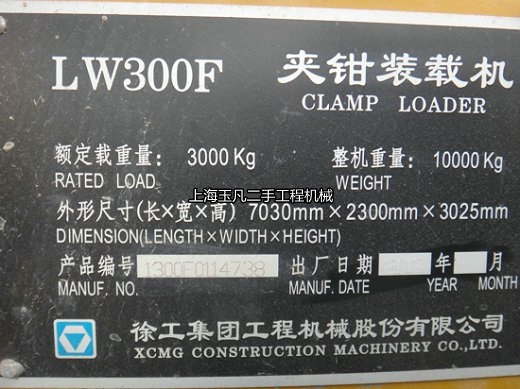 LW300F 夹钳装载机
CLAMP LOADER
额定载重量： 3000 Kg 整机重量： 10000 Kg
RATED LOAD WEIGHT
上海玉凡二手工程机械
外形尺寸(长×宽×高) 7030mm×2300mm×3025mm
DIMENSION(LENGTH×WIDTH×HEIGHT)
产品编号 1300F0114738 出厂日期 年 月
MANUF. NO. MANUF. DATE YEAR MONTH
徐工集团工程机械股份有限公司
XCMG CONSTRUCTION MACHINERY CO.,LTD.